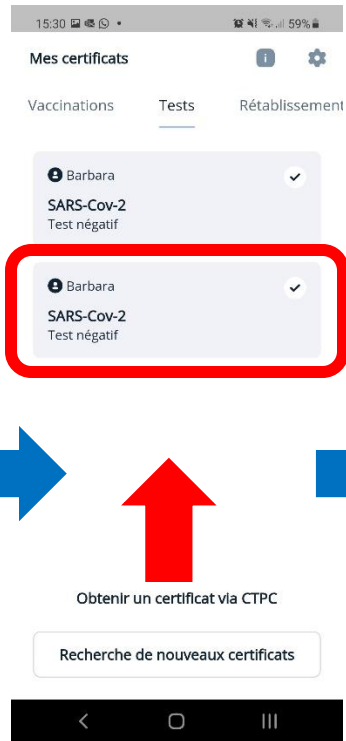 15:30 59%
Mes certificats
Vaccinations Tests Rétablissement
Barbara
SARS-Cov-2
Test négatif
Barbara
SARS-Cov-2
Test négatif
Obtenir un certificat via CTPC
Recherche de nouveaux certificats